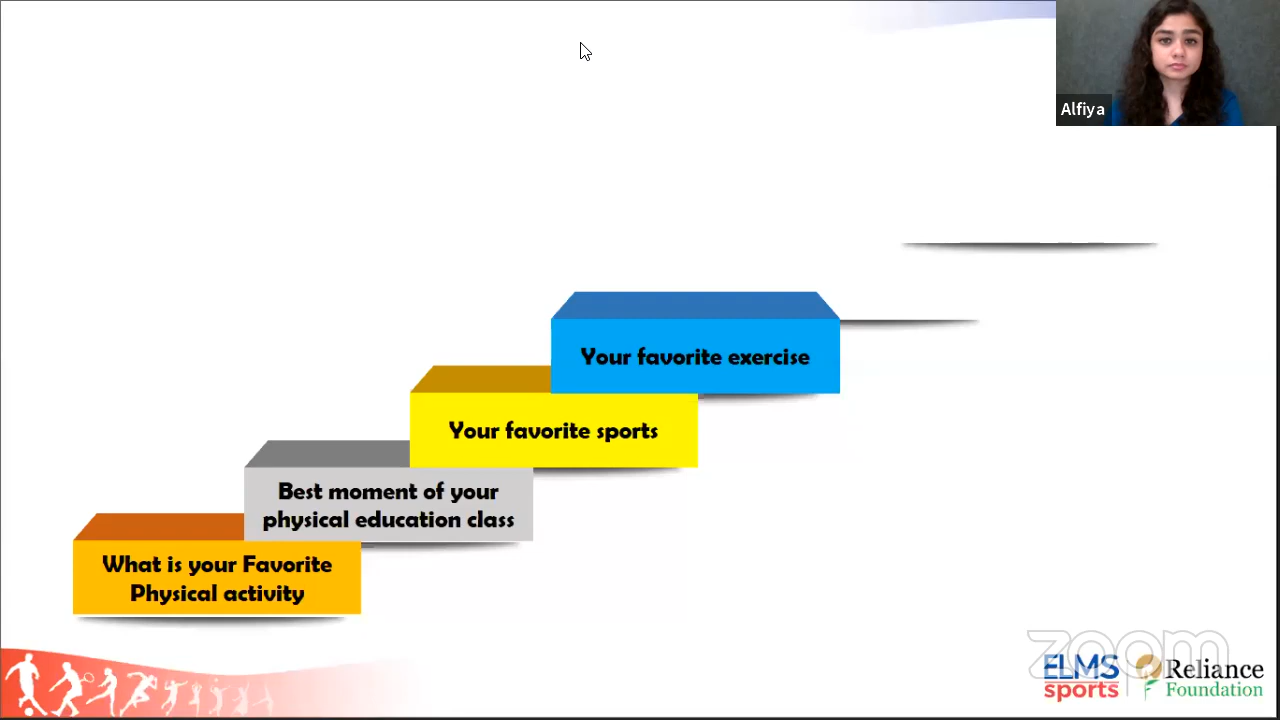 Alfiya
Your favorite exercise
Your favorite sports
Best moment of your
physical education class
What is your Favorite
Physical activity
zoom
ELMS
sports
Reliance
Foundation